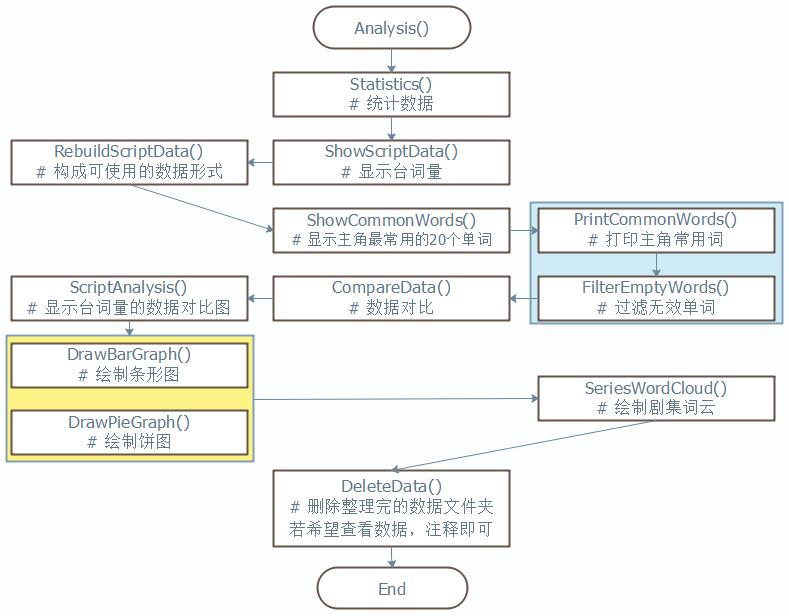 Analysis()
Statistics()
# 统计数据
ShowScriptData()
# 显示台词量
RebuildScriptData()
# 构成可使用的数据形式
ShowCommonWords()
# 显示主角最常用的20个单词
PrintCommonWords()
# 打印主角常用词
FilterEmptyWords()
# 过滤无效单词
CompareData()
# 数据对比
ScriptAnalysis()
# 显示台词量的数据对比图
DrawBarGraph()
# 绘制条形图
DrawPieGraph()
# 绘制饼图
SeriesWordCloud()
# 绘制剧集词云
DeleteData()
# 删除整理完的数据文件夹
若希望查看数据，注释即可
End